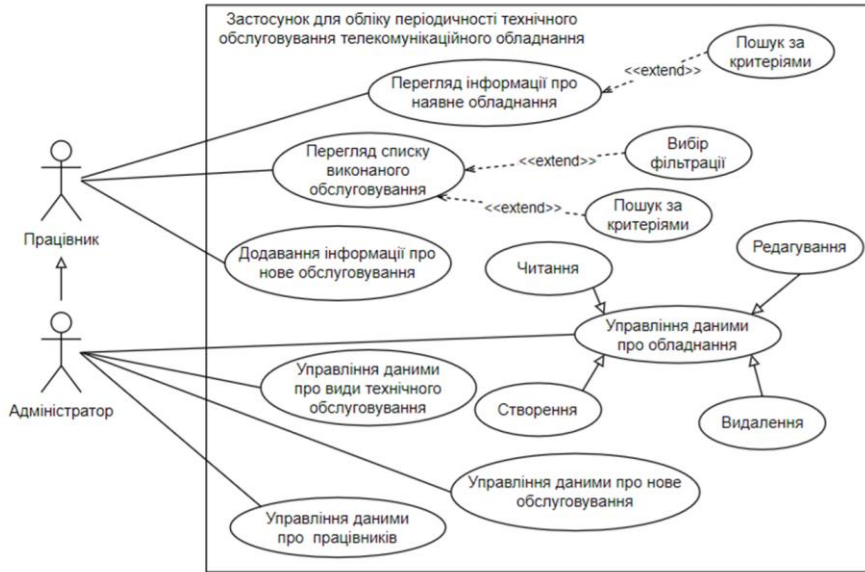 Застосунок для обліку періодичності технічного
обслуговування телекомунікаційного обладнання
Пошук за
критеріями
<<extend>>
Перегляд інформації про
наявне обладнання
Перегляд списку
виконаного
обслуговування
<<extend>>
Вибір
фільтрації
<<extend>>
Пошук за
критеріями
Працівник
Додавання інформації про
нове обслуговування
Читання
Редагування
Управління даними
про обладнання
Управління даними
про види технічного
обслуговування
Адміністратор
Створення
Видалення
Управління даними про нове
обслуговування
Управління даними
про працівників